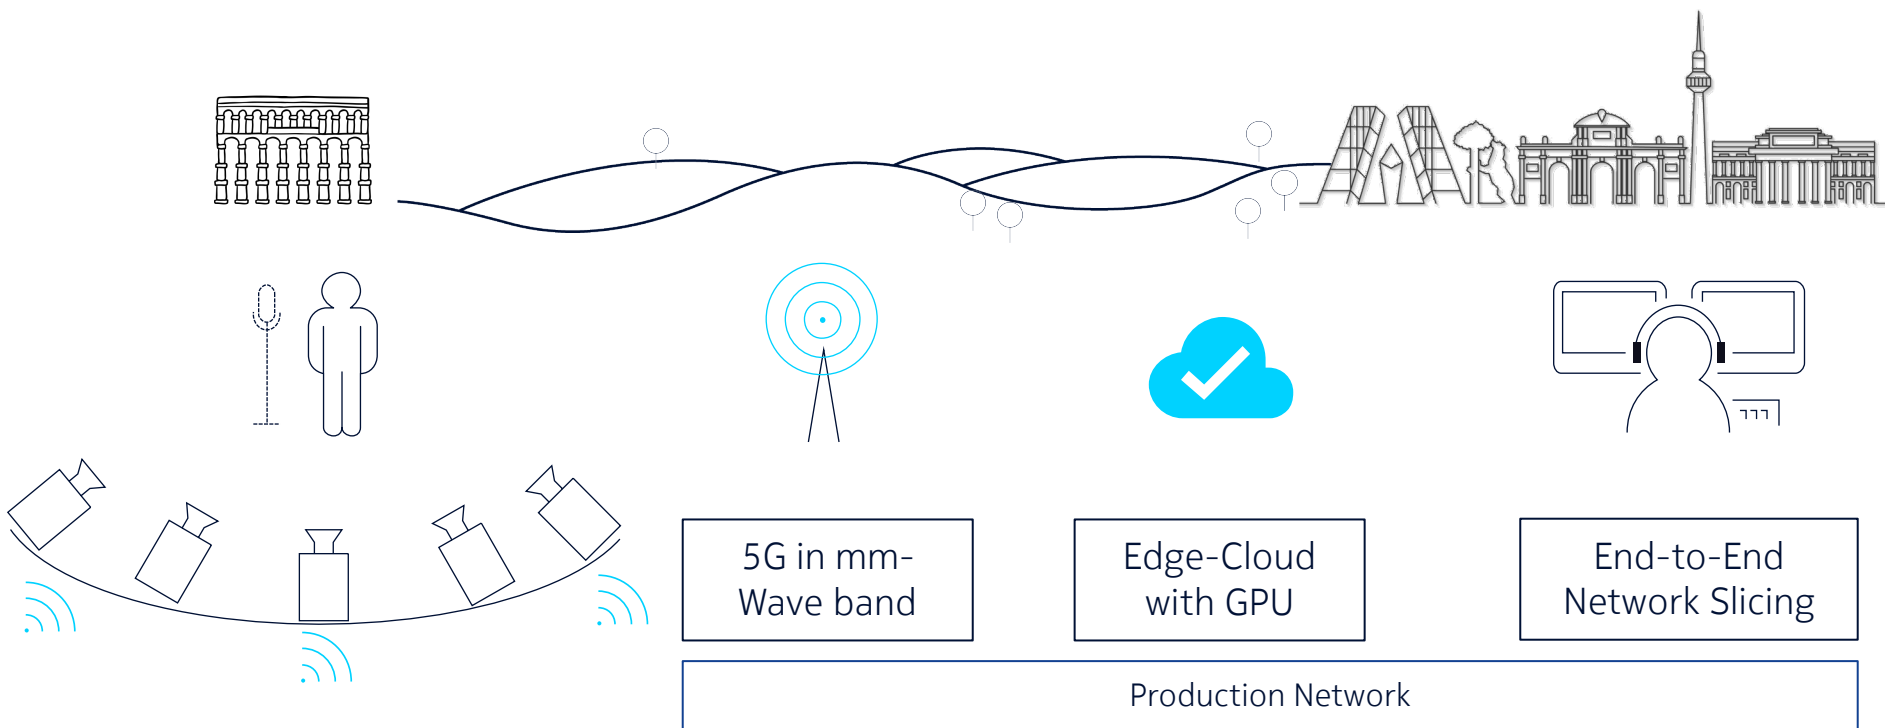 5G in mm-
Wave band
Edge-Cloud
with GPU
End-to-End
Network Slicing
Production Network